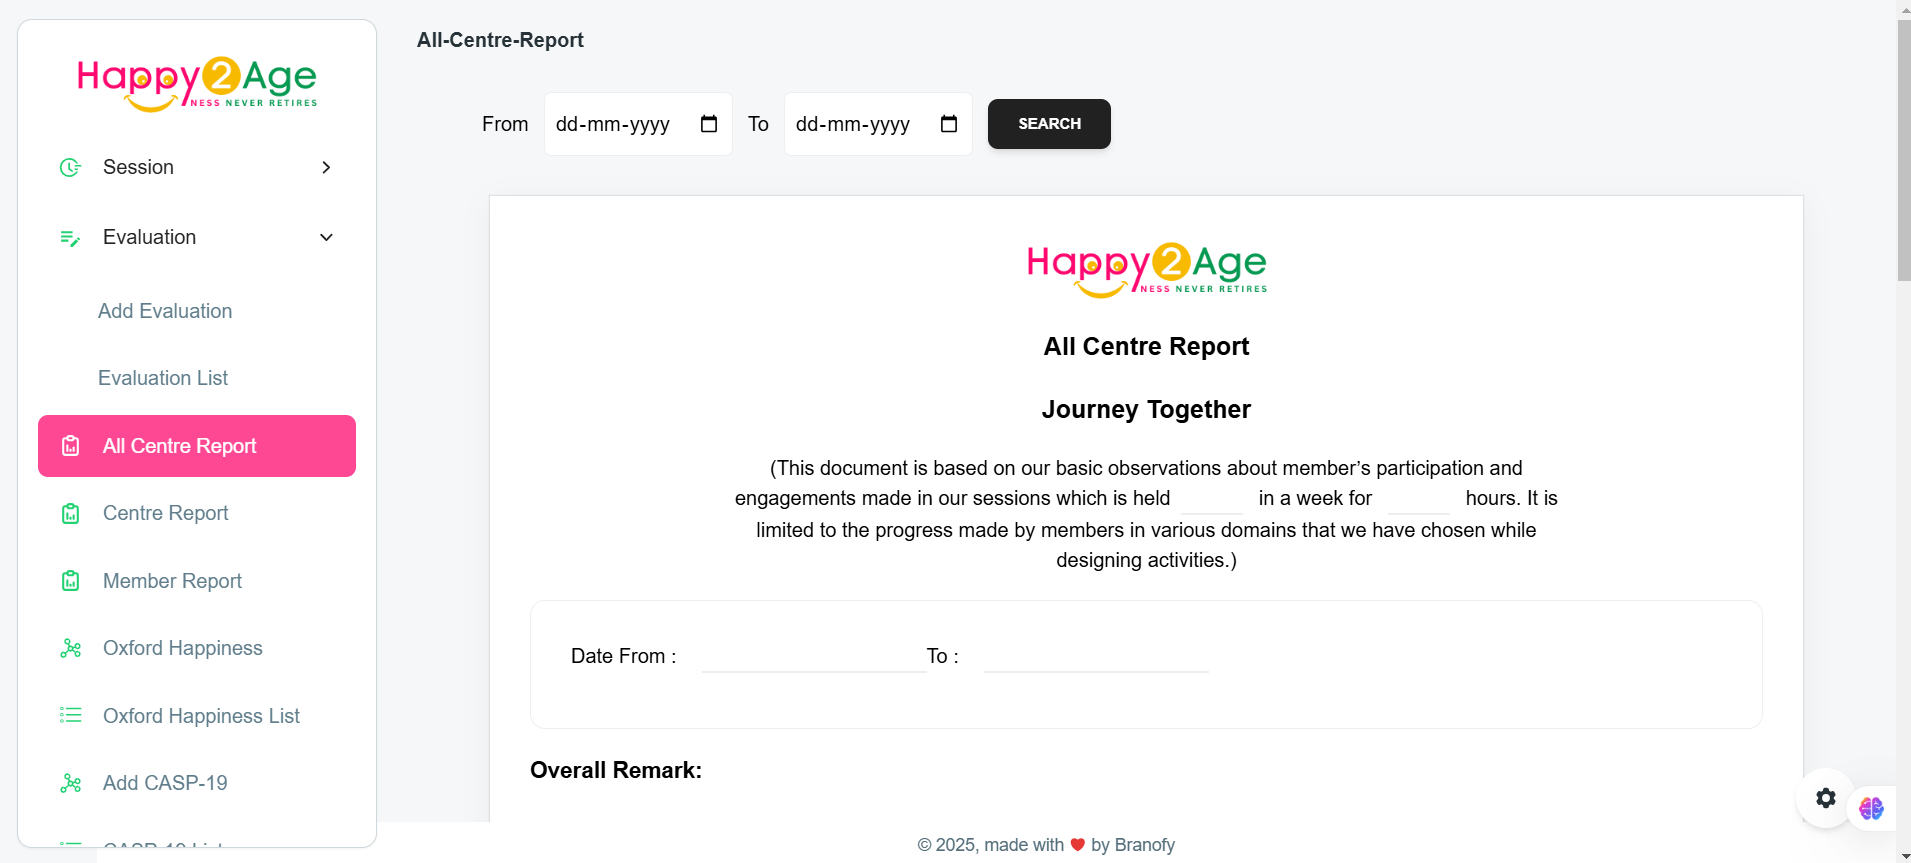 Happy2Age
NESS NEVER RETIRES
Session
Evaluation
Add Evaluation
Evaluation List
All Centre Report
Centre Report
Member Report
Oxford Happiness
Oxford Happiness List
Add CASP-19
CASP-19 List
All-Centre-Report
From dd-mm-yyyy To dd-mm-yyyy SEARCH
Happy2Age
NESS NEVER RETIRES
All Centre Report
Journey Together
(This document is based on our basic observations about member’s participation and
engagements made in our sessions which is held in a week for hours. It is
limited to the progress made by members in various domains that we have chosen while
designing activities.)
Date From : To :
Overall Remark:
© 2025, made with ❤ by Branofy